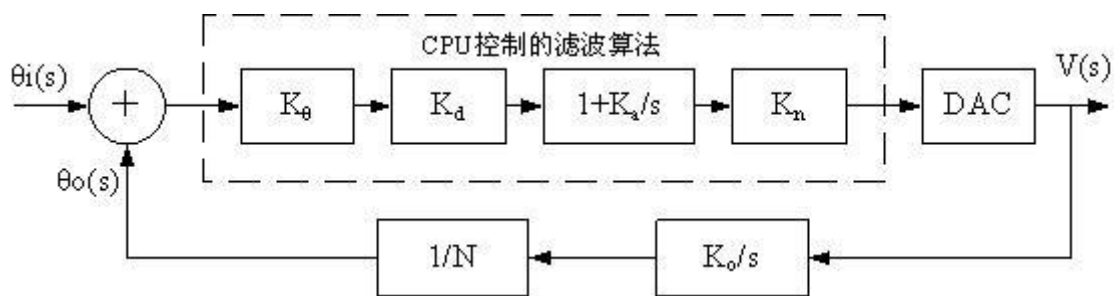 CPU控制的滤波算法
θi(s)
+
Kθ
Kd
1+Ka/s
Kn
DAC
V(s)
θo(s)
1/N
Ko/s